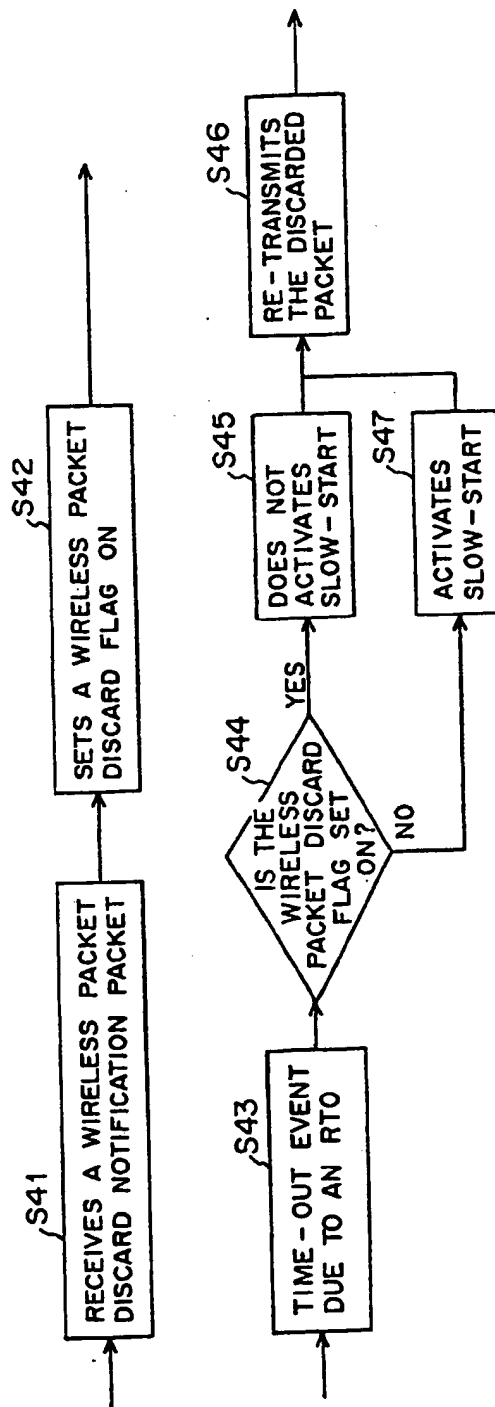 S41
RECEIVES A WIRELESS PACKET
DISCARD NOTIFICATION PACKET
S42
SETS A WIRELESS PACKET
DISCARD FLAG ON
S43
TIME-OUT EVENT
DUE TO AN RTO
S44
IS THE
WIRELESS
PACKET DISCARD
FLAG SET
ON?
YES
NO
S45
DOES NOT
ACTIVATES
SLOW-START
S47
ACTIVATES
SLOW-START
S46
RE-TRANSMITS
THE DISCARDED
PACKET